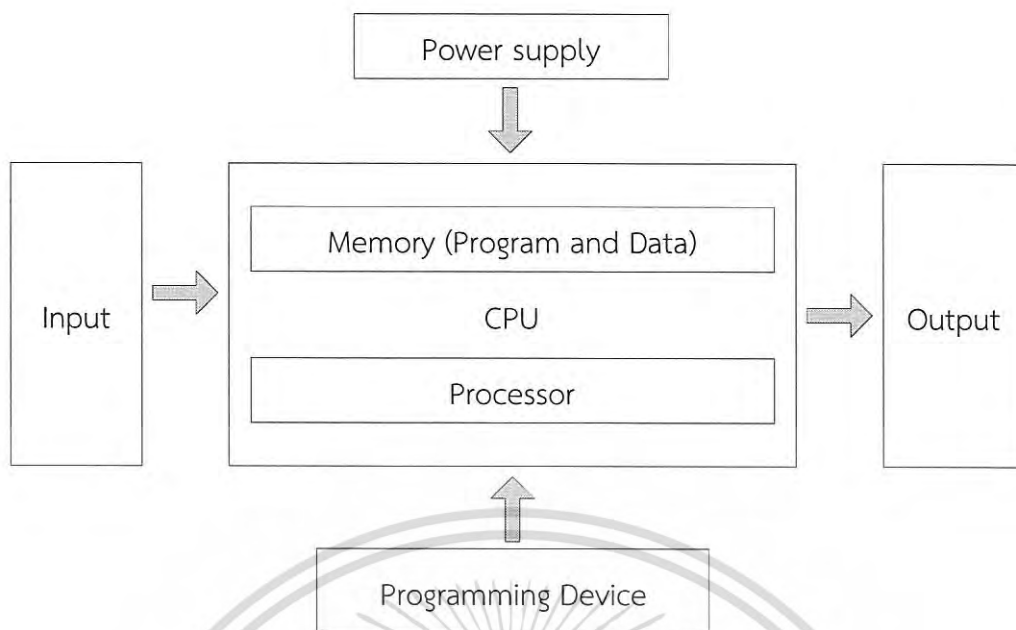 Power supply
Memory (Program and Data)
Input
CPU
Output
Processor
Programming Device